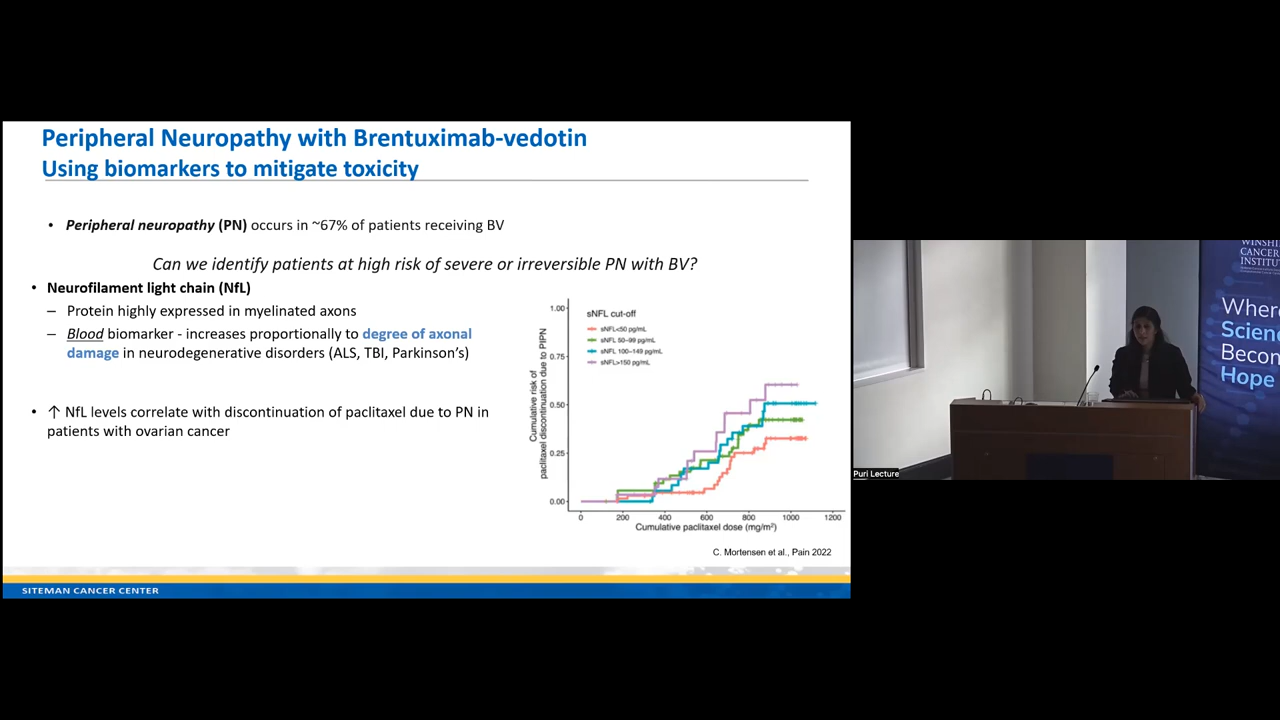 Peripheral Neuropathy with Brentuximab-vedotin
Using biomarkers to mitigate toxicity
• Peripheral neuropathy (PN) occurs in ~67% of patients receiving BV
Can we identify patients at high risk of severe or irreversible PN with BV?
• Neurofilament light chain (NfL)
– Protein highly expressed in myelinated axons
– Blood biomarker - increases proportionally to degree of axonal
damage in neurodegenerative disorders (ALS, TBI, Parkinson's)
• ↑ NfL levels correlate with discontinuation of paclitaxel due to PN in
patients with ovarian cancer
Cumulative risk of
paclitaxel discontinuation due to PIPN
1.00
0.75
0.50
0.25
0.00
sNFL cut-off
sNFL<50 pg/mL
sNFL 50–99 pg/mL
sNFL 100–149 pg/mL
sNFL>150 pg/mL
0 200 400 600 800 1000 1200
Cumulative paclitaxel dose (mg/m²)
C. Mortensen et al., Pain 2022
SITEMAN CANCER CENTER
WINSH
CANCER
INSTITU
Where
Scien
Becom
Hope
Puri Lecture